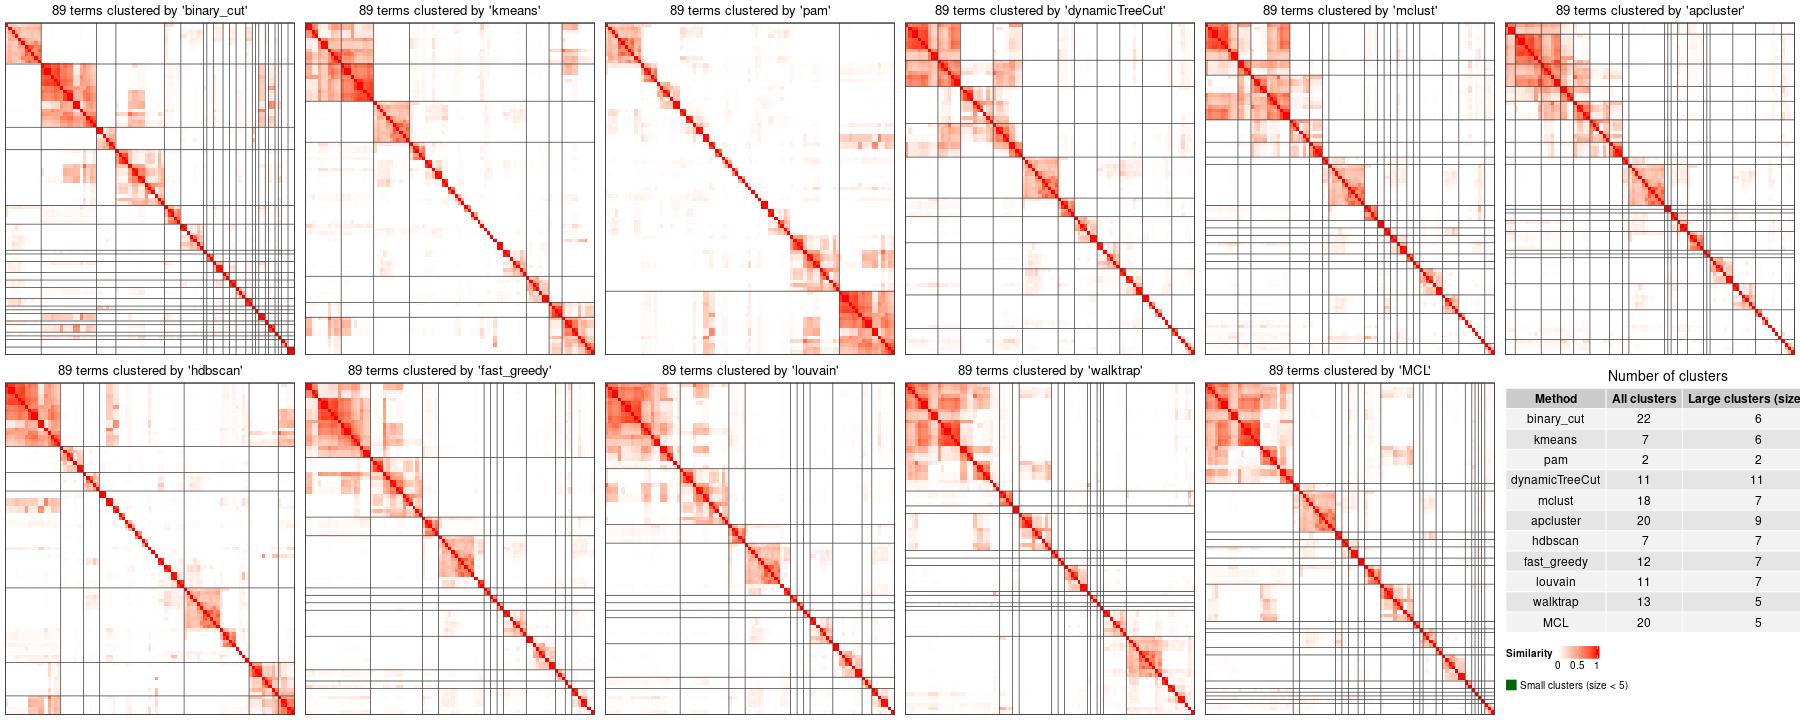 89 terms clustered by 'binary_cut'
89 terms clustered by 'kmeans'
89 terms clustered by 'pam'
89 terms clustered by 'dynamicTreeCut'
89 terms clustered by 'mclust'
89 terms clustered by 'apcluster'
89 terms clustered by 'hdbscan'
89 terms clustered by 'fast_greedy'
89 terms clustered by 'louvain'
89 terms clustered by 'walktrap'
89 terms clustered by 'MCL'
Number of clusters
Method All clusters Large clusters (size
binary_cut 22 6
kmeans 7 6
pam 2 2
dynamicTreeCut 11 11
mclust 18 7
apcluster 20 9
hdbscan 7 7
fast_greedy 12 7
louvain 11 7
walktrap 13 5
MCL 20 5
Similarity
0 0.5 1
Small clusters (size < 5)